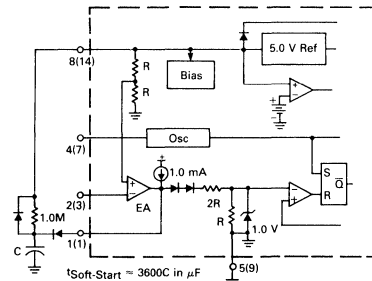 8(14)
R
R
Bias
5.0 V Ref
+
−
4(7)
Osc
+
1.0 mA
S
Q̅
R
2(3)
EA
2R
R
1.0 V
1.0M
1(1)
C
tSoft-Start ≈ 3600C in µF
5(9)